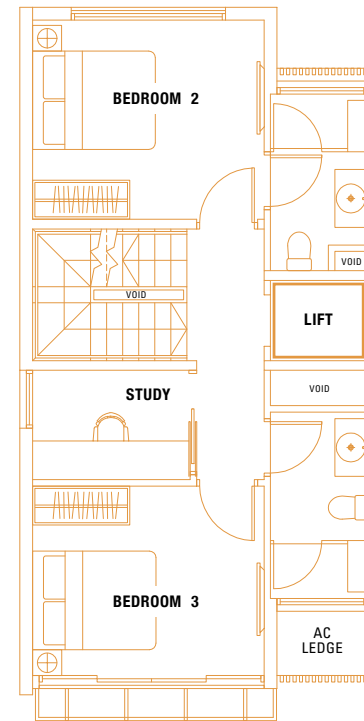 BEDROOM 2
VOID
VOID
LIFT
VOID
STUDY
BEDROOM 3
AC
LEDGE